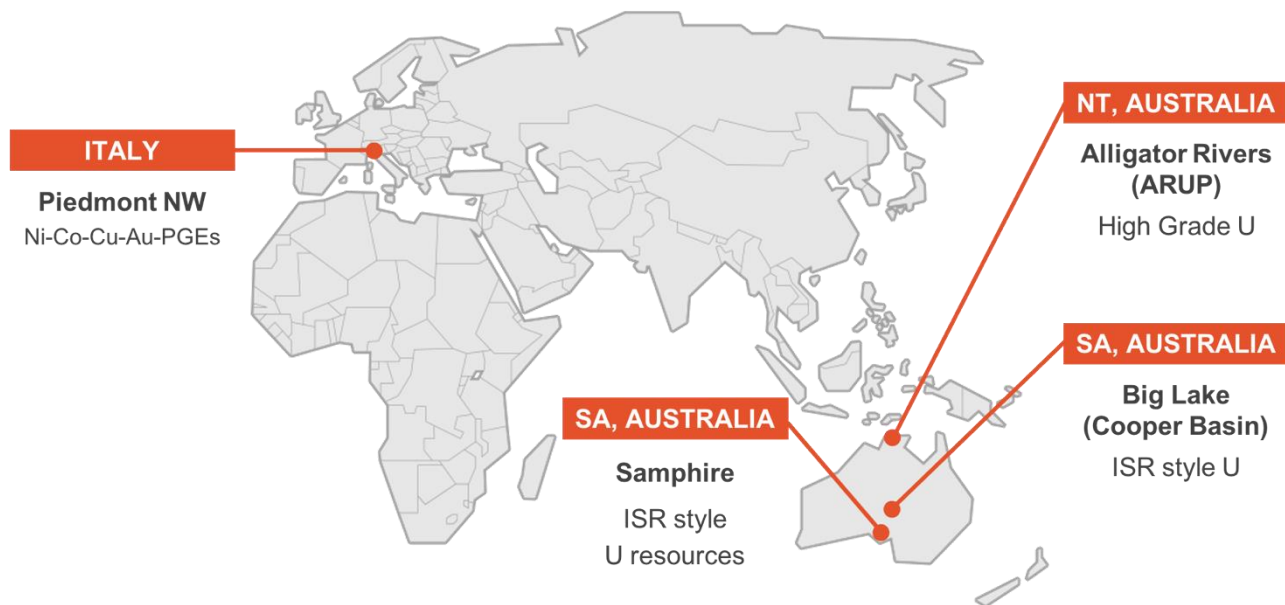 ITALY
Piedmont NW
Ni-Co-Cu-Au-PGEs
NT, AUSTRALIA
Alligator Rivers
(ARUP)
High Grade U
SA, AUSTRALIA
Big Lake
(Cooper Basin)
ISR style U
SA, AUSTRALIA
Samphire
ISR style
U resources